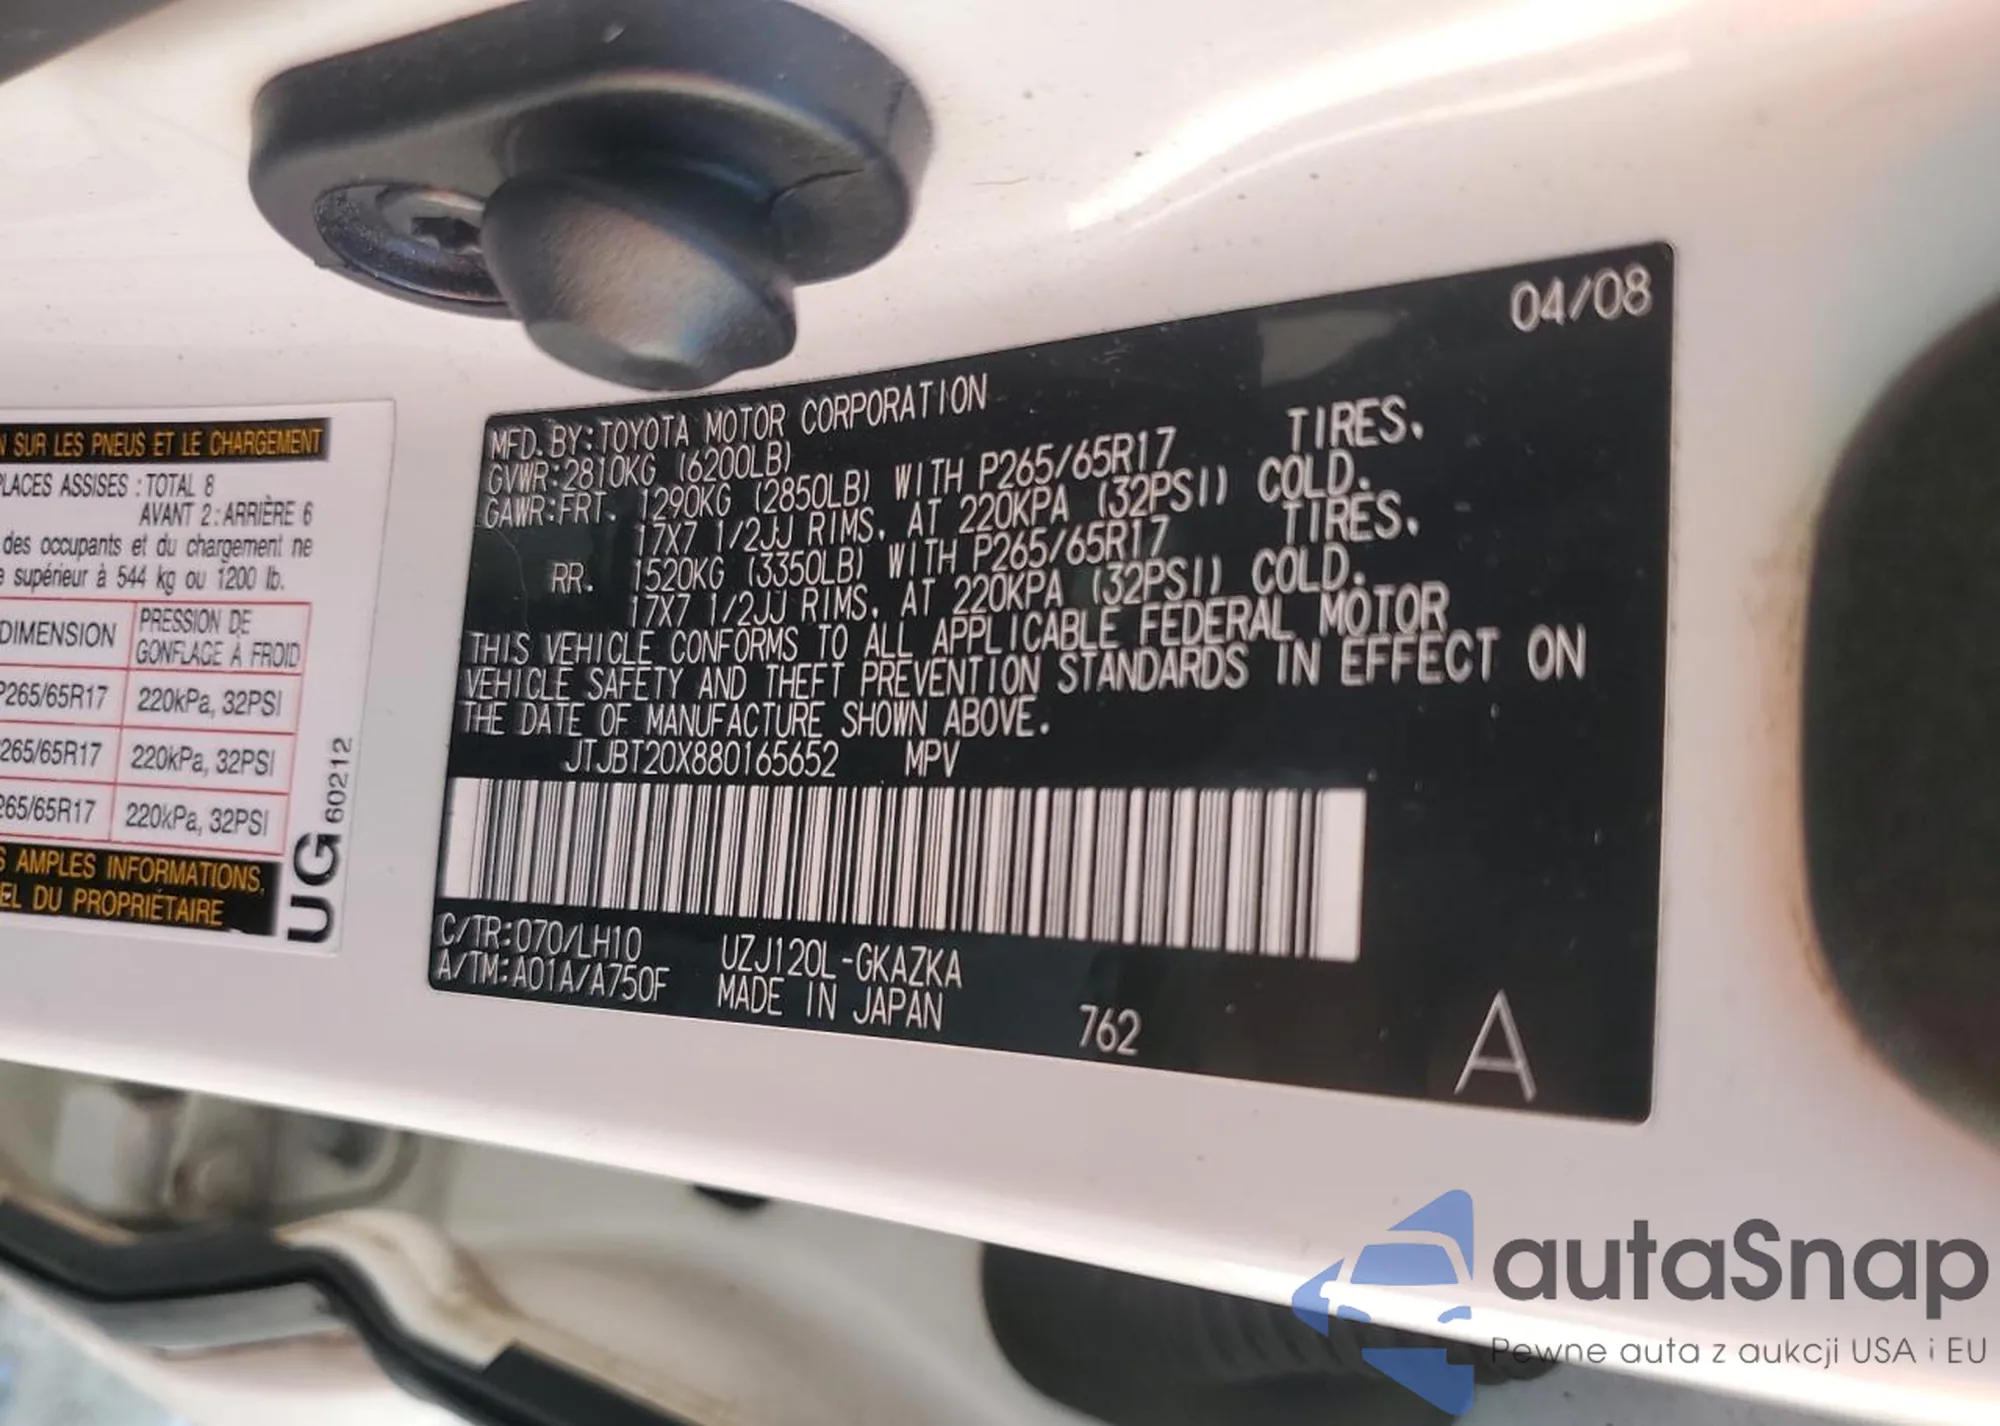 N SUR LES PNEUS ET LE CHARGEMENT
PLACES ASSISES : TOTAL 8
AVANT 2 : ARRIÈRE 6
des occupants et du chargement ne
supérieur à 544 kg ou 1200 lb.
DIMENSION PRESSION DE
GONFLAGE À FROID
P265/65R17 220kPa, 32PSI
265/65R17 220kPa, 32PSI
265/65R17 220kPa, 32PSI
S AMPLES INFORMATIONS,
EL DU PROPRIÉTAIRE
UG 60212
04/08
MFD. BY: TOYOTA MOTOR CORPORATION
GVWR: 2810KG (6200LB)
GAWR: FRT. 1290KG (2850LB) WITH P265/65R17 TIRES.
17X7 1/2JJ RIMS. AT 220KPA (32PSI) COLD.
RR. 1520KG (3350LB) WITH P265/65R17 TIRES.
17X7 1/2JJ RIMS. AT 220KPA (32PSI) COLD.
THIS VEHICLE CONFORMS TO ALL APPLICABLE FEDERAL MOTOR
VEHICLE SAFETY AND THEFT PREVENTION STANDARDS IN EFFECT ON
THE DATE OF MANUFACTURE SHOWN ABOVE.
JTJBT20X880165652 MPV
C/TR: 070/LH10 UZJ120L-GKAZKA
A/TM: A01A/A750F MADE IN JAPAN
762
A
autaSnap
Pewne auta z aukcji USA i EU